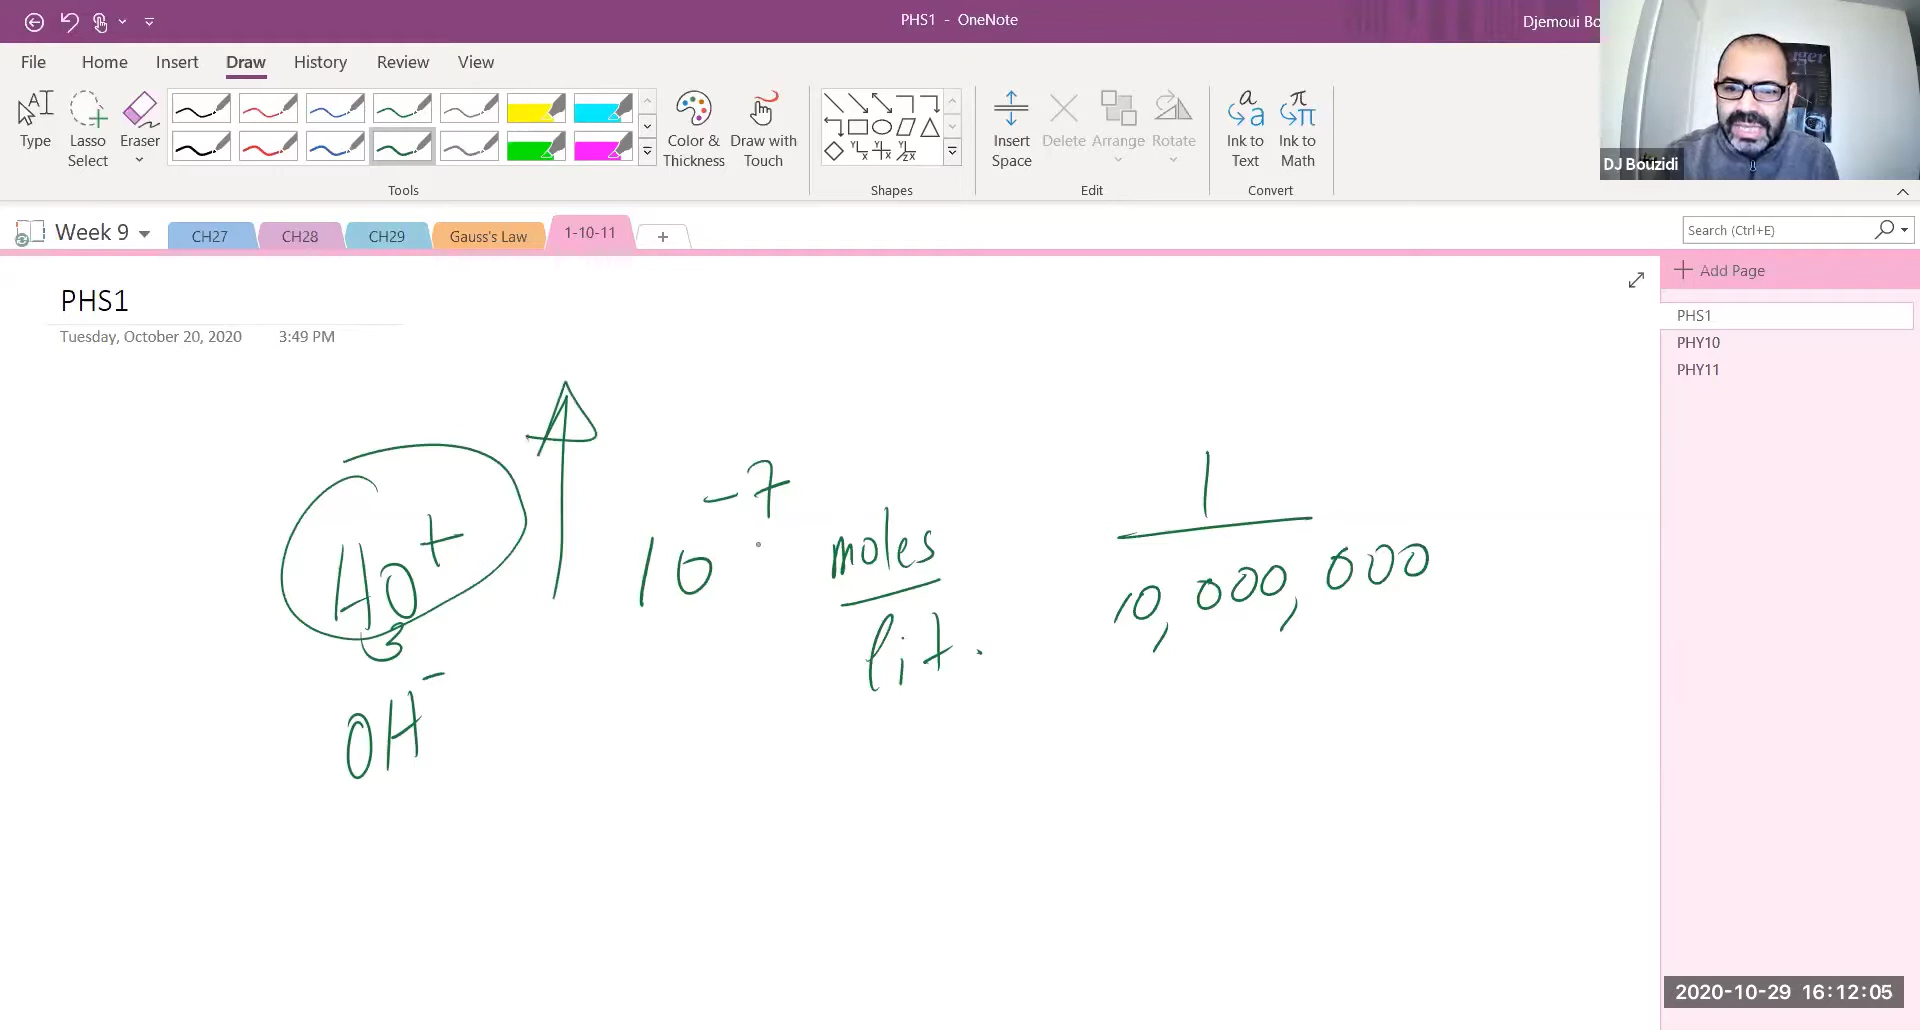 PHS1 - OneNote
Djemoui Bo
File Home Insert Draw History Review View
Type
Lasso Select
Eraser
Color & Thickness
Draw with Touch
Insert Space
Delete
Arrange
Rotate
Ink to Text
Ink to Math
Tools
Shapes
Edit
Convert
DJ Bouzidi
Week 9
CH27
CH28
CH29
Gauss's Law
1-10-11
Search (Ctrl+E)
Add Page
PHS1
PHY10
PHY11
PHS1
Tuesday, October 20, 2020 3:49 PM
H3O+
OH-
10-7 moles
lit.
1
10,000,000
2020-10-29 16:12:05